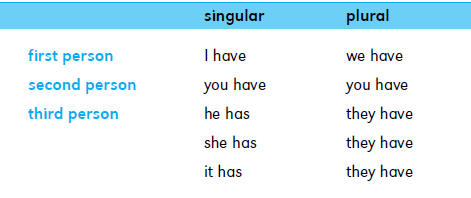 singular plural
first person I have we have
second person you have you have
third person he has they have
she has they have
it has they have